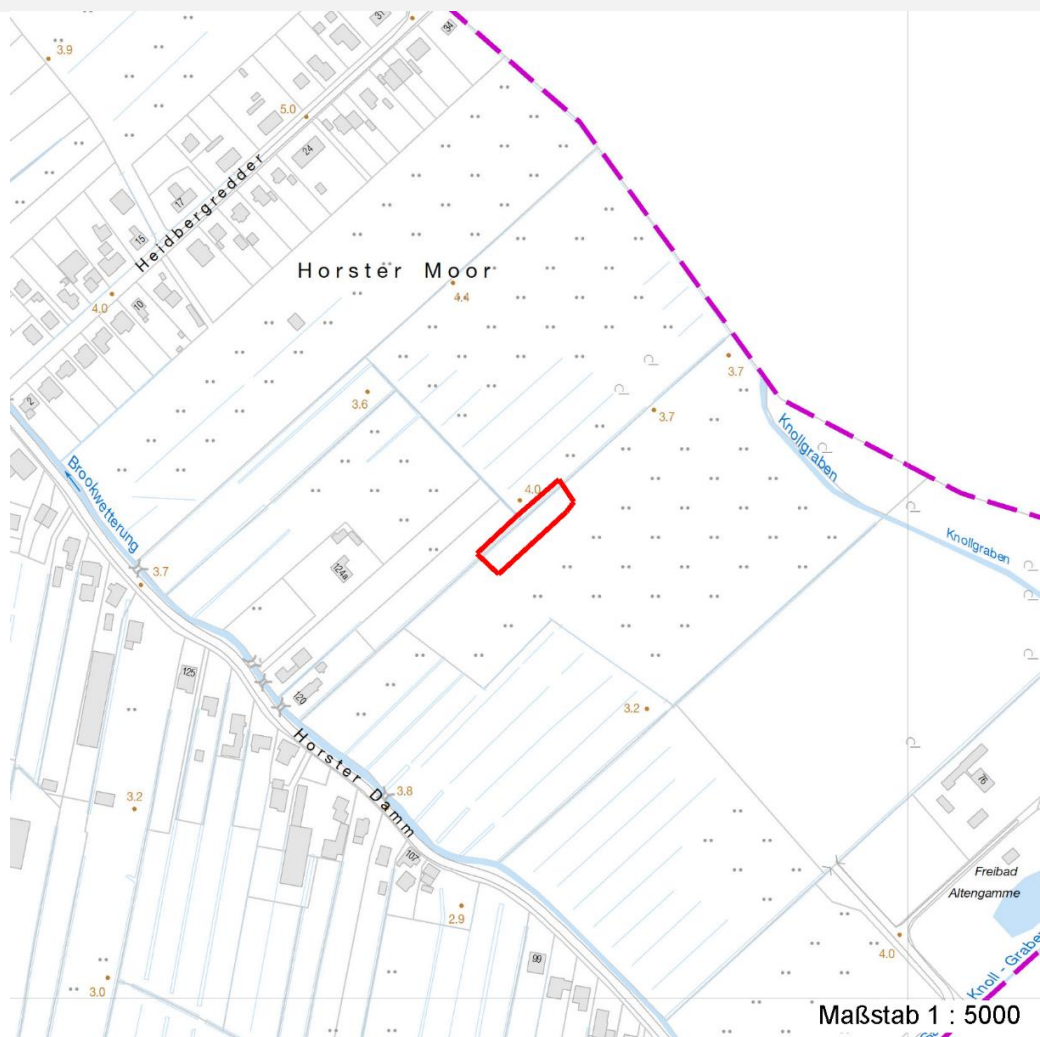 31
34
3.9
5.0
24
Heidbergredder
17
15
Horster Moor
4.0
10
4.4
3.7
2
3.6
3.7
Knollgraben
Brookwetterung
4.0
Knollgraben
3.7
124a
125
120
3.2
Horster Damm
3.8
76
3.2
107
Freibad
Altengamme
2.9
4.0
99
Knoll - Graben
3.0
Maßstab 1 : 5000